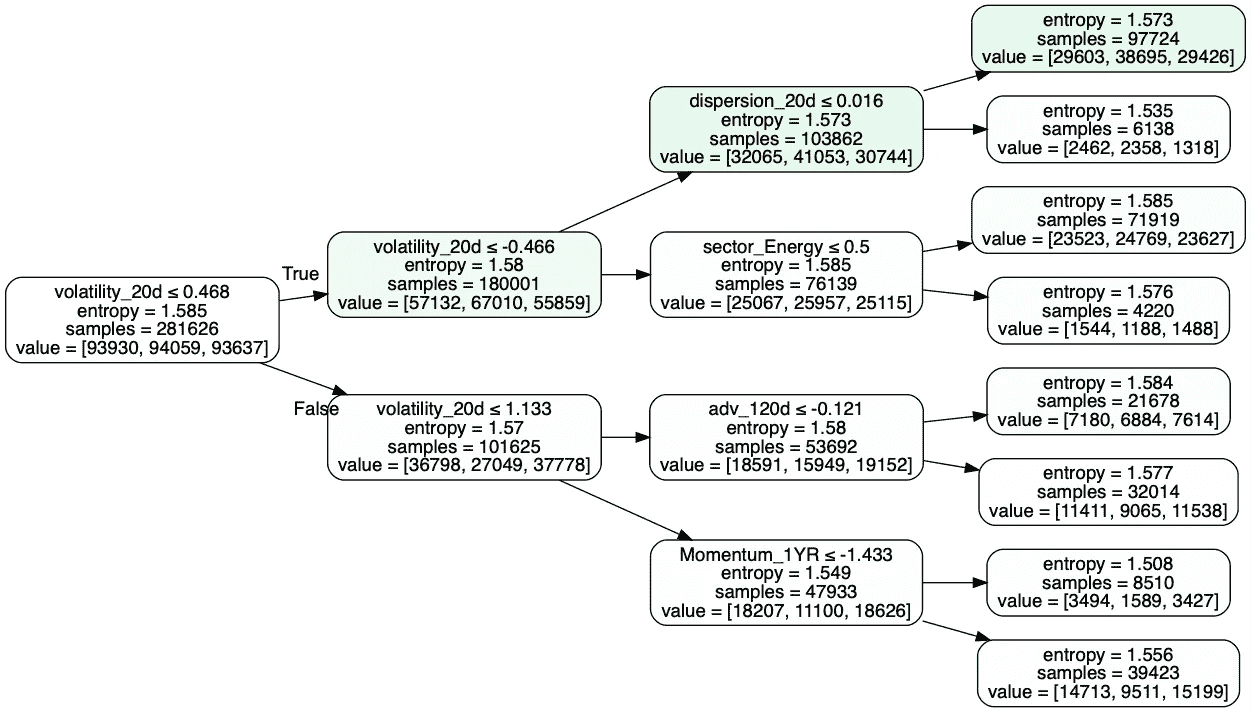 volatility_20d ≤ 0.468
entropy = 1.585
samples = 281626
value = [93930, 94059, 93637]
True
False
volatility_20d ≤ -0.466
entropy = 1.58
samples = 180001
value = [57132, 67010, 55859]
volatility_20d ≤ 1.133
entropy = 1.57
samples = 101625
value = [36798, 27049, 37778]
dispersion_20d ≤ 0.016
entropy = 1.573
samples = 103862
value = [32065, 41053, 30744]
sector_Energy ≤ 0.5
entropy = 1.585
samples = 76139
value = [25067, 25957, 25115]
adv_120d ≤ -0.121
entropy = 1.58
samples = 53692
value = [18591, 15949, 19152]
Momentum_1YR ≤ -1.433
entropy = 1.549
samples = 47933
value = [18207, 11100, 18626]
entropy = 1.573
samples = 97724
value = [29603, 38695, 29426]
entropy = 1.535
samples = 6138
value = [2462, 2358, 1318]
entropy = 1.585
samples = 71919
value = [23523, 24769, 23627]
entropy = 1.576
samples = 4220
value = [1544, 1188, 1488]
entropy = 1.584
samples = 21678
value = [7180, 6884, 7614]
entropy = 1.577
samples = 32014
value = [11411, 9065, 11538]
entropy = 1.508
samples = 8510
value = [3494, 1589, 3427]
entropy = 1.556
samples = 39423
value = [14713, 9511, 15199]